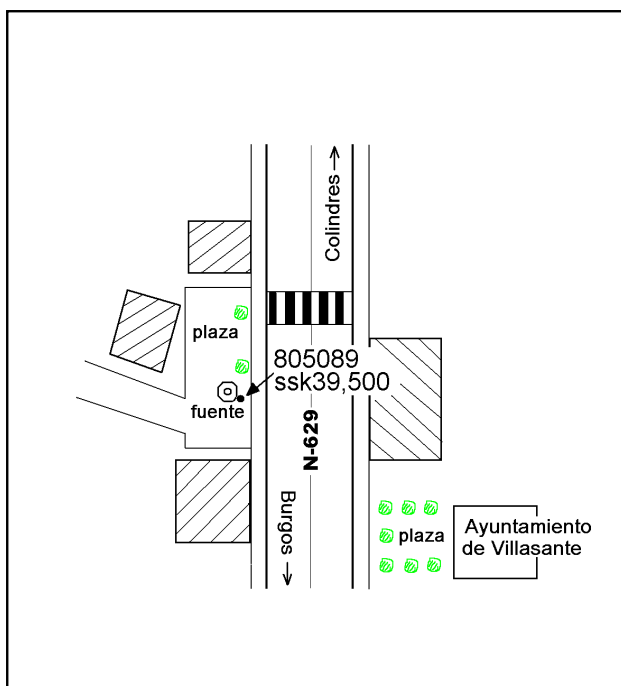 Colindres
plaza
805089
ssk39,500
fuente
N-629
Burgos
plaza
Ayuntamiento
de Villasante